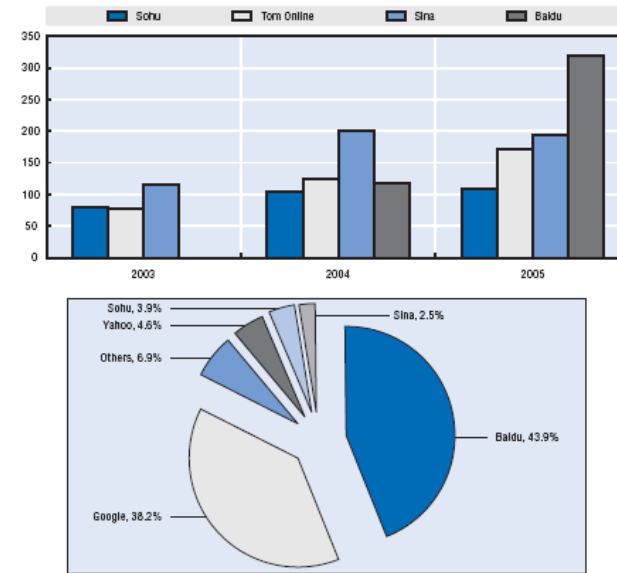 Sohu Tom Online Sina Baidu
350
300
250
200
150
100
50
0
2003 2004 2005
Sohu, 3.9%
Sina, 2.5%
Yahoo, 4.6%
Others, 6.9%
Baidu, 43.9%
Google, 38.2%